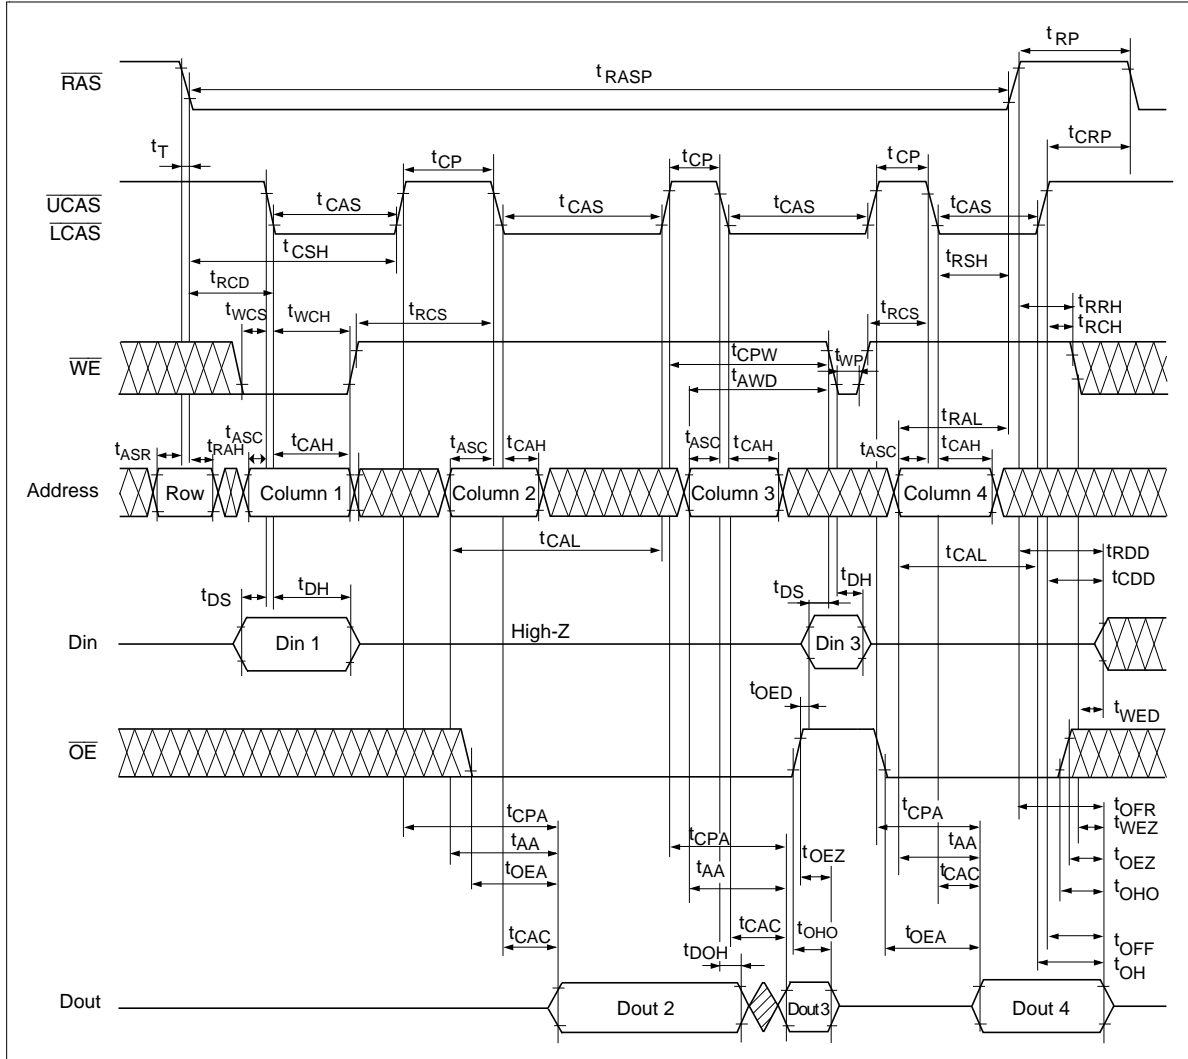 tRP
RAS
tRASP
tT
tCP
tCP
tCP
tCRP
UCAS
LCAS
tCAS
tCAS
tCAS
tCAS
tCSH
tRSH
tRCD
tWCS
tWCH
tRCS
tRCS
tRRH
tRCH
WE
tCPW
tWP
tAWD
tRAL
tASR
tRAH
tASC
tCAH
tASC
tCAH
tASC
tCAH
tASC
tCAH
Address
Row
Column 1
Column 2
Column 3
Column 4
tCAL
tCAL
tRDD
tCDD
tDS
tDH
tDS
tDH
Din
Din 1
High-Z
Din 3
tOED
tWED
OE
tCPA
tCPA
tCPA
tOFR
tWEZ
tAA
tAA
tOEZ
tAA
tOEZ
tOEA
tCAC
tOHO
tCAC
tCAC
tOHO
tOEA
tOFF
tDOH
tOH
Dout
Dout 2
Dout3
Dout 4